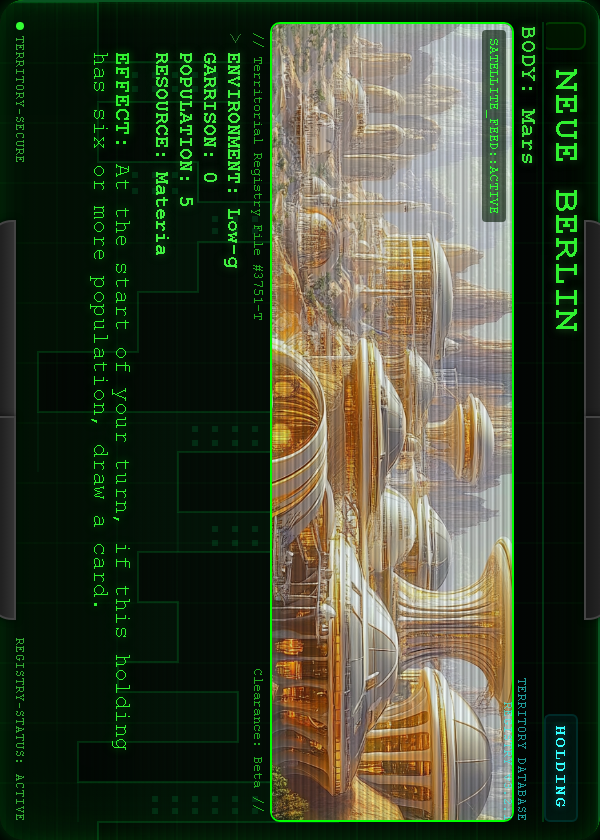 NEUE BERLIN
HOLDING
BODY: Mars
TERRITORY DATABASE
SATELLITE_FEED::ACTIVE
// Territorial Registry File #3751-T
Clearance: Beta //
> ENVIRONMENT: Low-g
GARRISON: 0
POPULATION: 5
RESOURCE: Materia
EFFECT: At the start of your turn, if this holding
has six or more population, draw a card.
TERRITORY-SECURE
REGISTRY-STATUS: ACTIVE